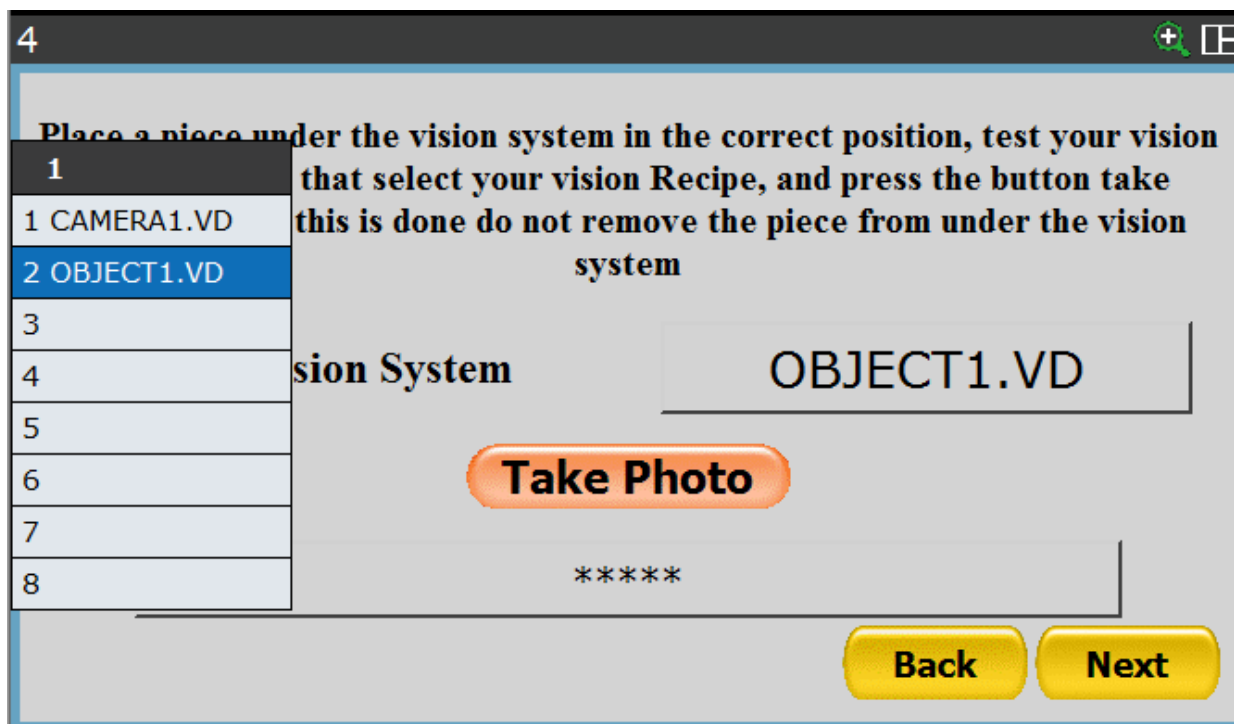 4
Place a piece under the vision system in the correct position, test your vision
that select your vision Recipe, and press the button take
this is done do not remove the piece from under the vision
system
1
1 CAMERA1.VD
2 OBJECT1.VD
3
4
5
6
7
8
sion System
OBJECT1.VD
Take Photo
*****
Back
Next